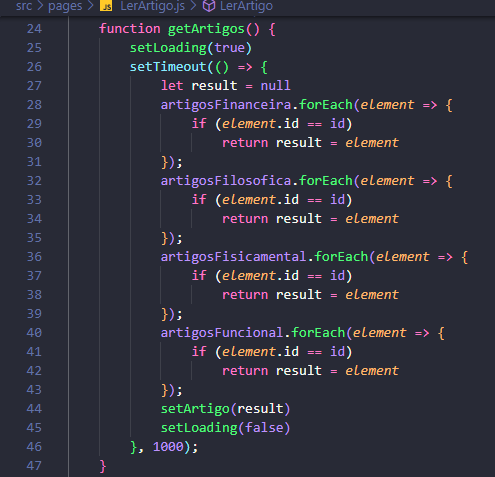 src > pages > JS LerArtigo.js > LerArtigo
24 function getArtigos() {
25 setLoading(true)
26 setTimeout(() => {
27 let result = null
28 artigosFinanceira.forEach(element => {
29 if (element.id == id)
30 return result = element
31 });
32 artigosFilosofica.forEach(element => {
33 if (element.id == id)
34 return result = element
35 });
36 artigosFisicamental.forEach(element => {
37 if (element.id == id)
38 return result = element
39 });
40 artigosFuncional.forEach(element => {
41 if (element.id == id)
42 return result = element
43 });
44 setArtigo(result)
45 setLoading(false)
46 }, 1000);
47 }